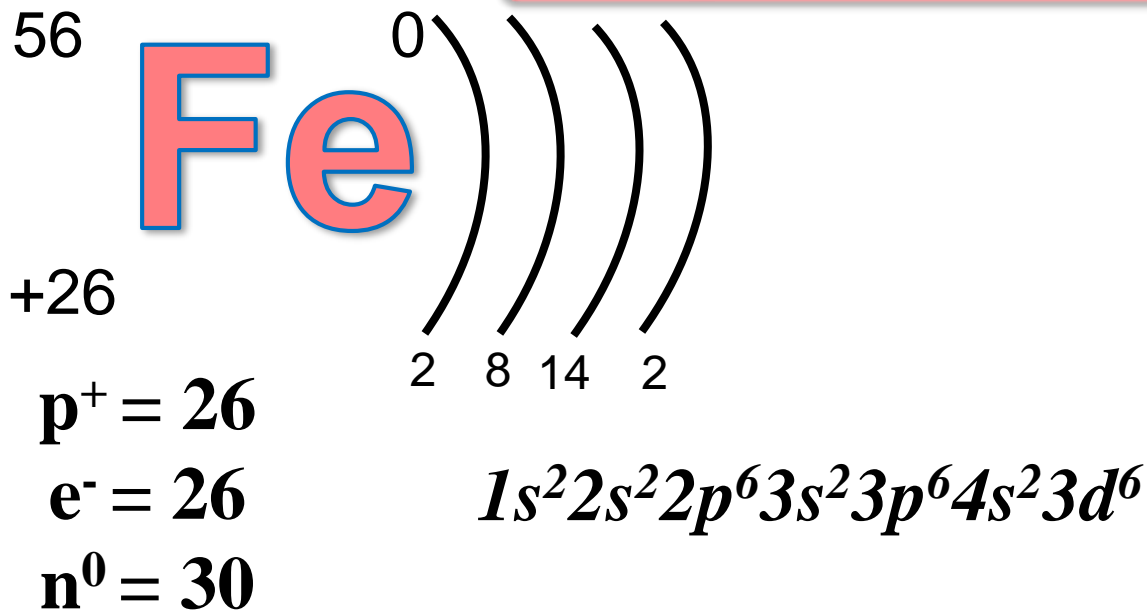 56 Fe 0
+26
2 8 14 2
p⁺ = 26
e⁻ = 26
1s²2s²2p⁶3s²3p⁶4s²3d⁶
n⁰ = 30